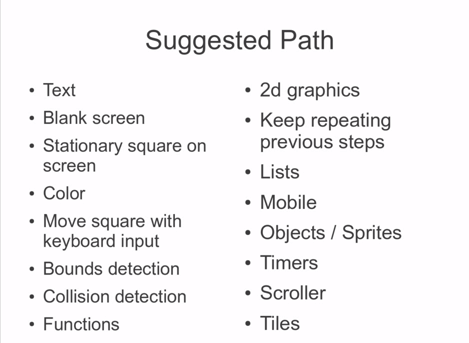 Suggested Path
• Text
• Blank screen
• Stationary square on
screen
• Color
• Move square with
keyboard input
• Bounds detection
• Collision detection
• Functions
• 2d graphics
• Keep repeating
previous steps
• Lists
• Mobile
• Objects / Sprites
• Timers
• Scroller
• Tiles